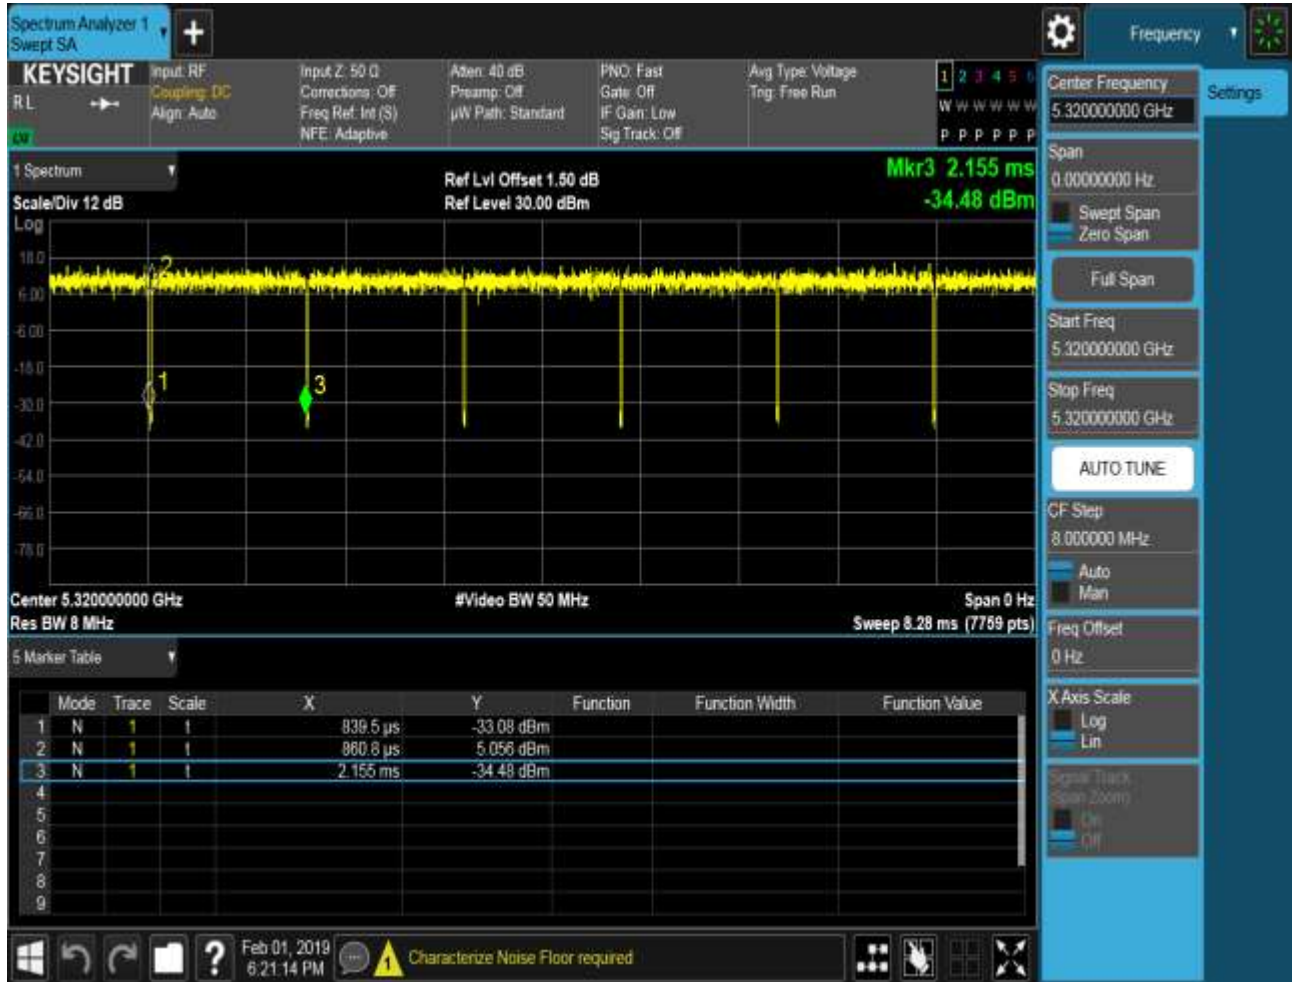 Spectrum Analyzer 1
Swept SA
+
Frequency
KEYSIGHT
RL
Input: RF
Coupling: DC
Align: Auto
Input Z: 50 Ω
Corrections: Off
Freq Ref: Int (S)
NFE: Adaptive
Atten: 40 dB
Preamp: Off
µW Path: Standard
PNO: Fast
Gate: Off
IF Gain: Low
Sig Track: Off
Avg Type: Voltage
Trig: Free Run
1 2 3 4 5 6
W W W W W W
P P P P P P
1 Spectrum
Scale/Div 12 dB
Ref Lvl Offset 1.50 dB
Ref Level 30.00 dBm
Mkr3 2.155 ms
-34.48 dBm
Log
18.0
6.00
-6.00
-18.0
-30.0
-42.0
-54.0
-66.0
-78.0
2
1
3
Center 5.320000000 GHz
Res BW 8 MHz
#Video BW 50 MHz
Span 0 Hz
Sweep 8.28 ms (7759 pts)
5 Marker Table
Mode Trace Scale X Y Function Function Width Function Value
1 N 1 t 839.5 µs -33.08 dBm
2 N 1 t 860.8 µs 5.056 dBm
3 N 1 t 2.155 ms -34.48 dBm
4
5
6
7
8
9
Center Frequency
5.320000000 GHz
Settings
Span
0.00000000 Hz
Swept Span
Zero Span
Full Span
Start Freq
5.320000000 GHz
Stop Freq
5.320000000 GHz
AUTO TUNE
CF Step
8.000000 MHz
Auto
Man
Freq Offset
0 Hz
X Axis Scale
Log
Lin
Signal Track
(Span Zoom)
On
Off
?
Feb 01, 2019
6:21:14 PM
1
Characterize Noise Floor required